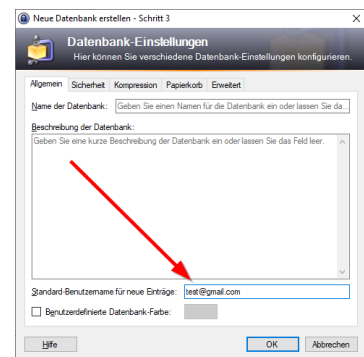 Neue Datenbank erstellen - Schritt 3
Datenbank-Einstellungen
Hier können Sie verschiedene Datenbank-Einstellungen konfigurieren.
Allgemein Sicherheit Kompression Papierkorb Erweitert
Name der Datenbank: Geben Sie einen Namen für die Datenbank ein oder lassen Sie da...
Beschreibung der Datenbank:
Geben Sie eine kurze Beschreibung der Datenbank ein oder lassen Sie das Feld leer.
Standard-Benutzername für neue Einträge: test@gmail.com
Benutzerdefinierte Datenbank-Farbe:
Hilfe OK Abbrechen